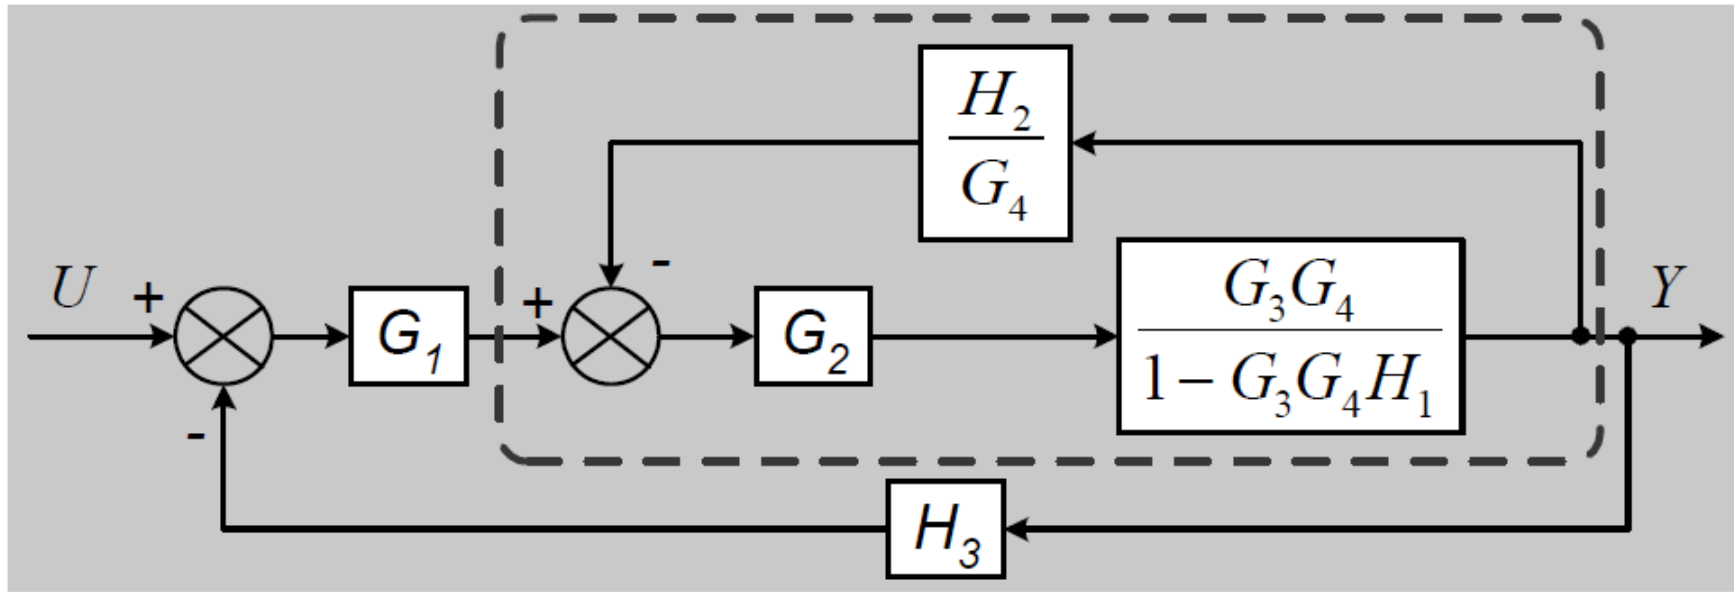 H₂
G₄
-
U
+
G₁
+
G₂
G₃G₄
1 − G₃G₄H₁
Y
-
H₃